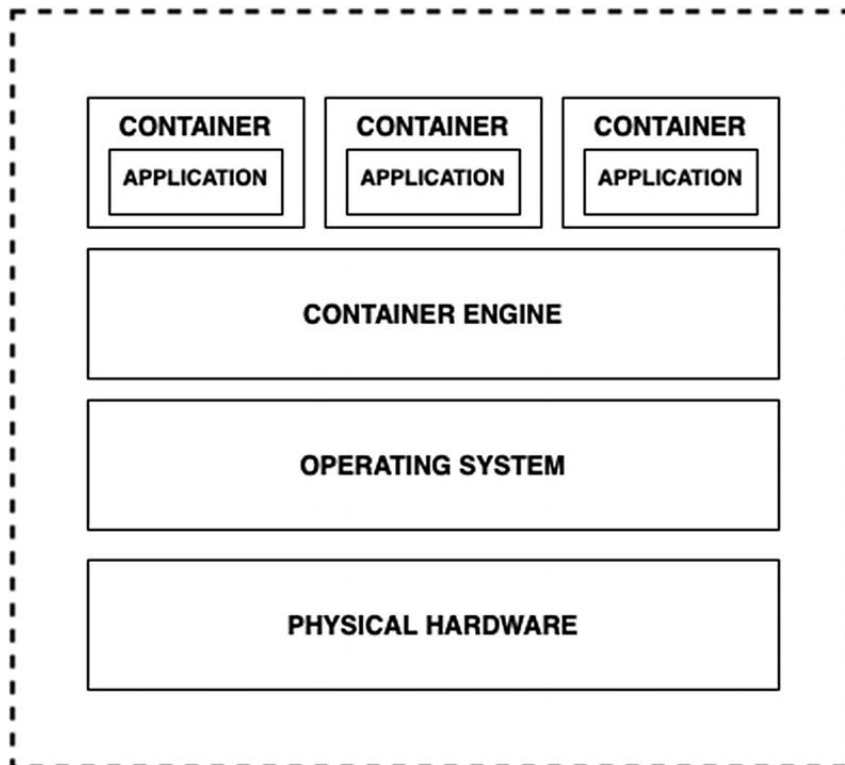 CONTAINER CONTAINER CONTAINER
APPLICATION APPLICATION APPLICATION
CONTAINER ENGINE
OPERATING SYSTEM
PHYSICAL HARDWARE